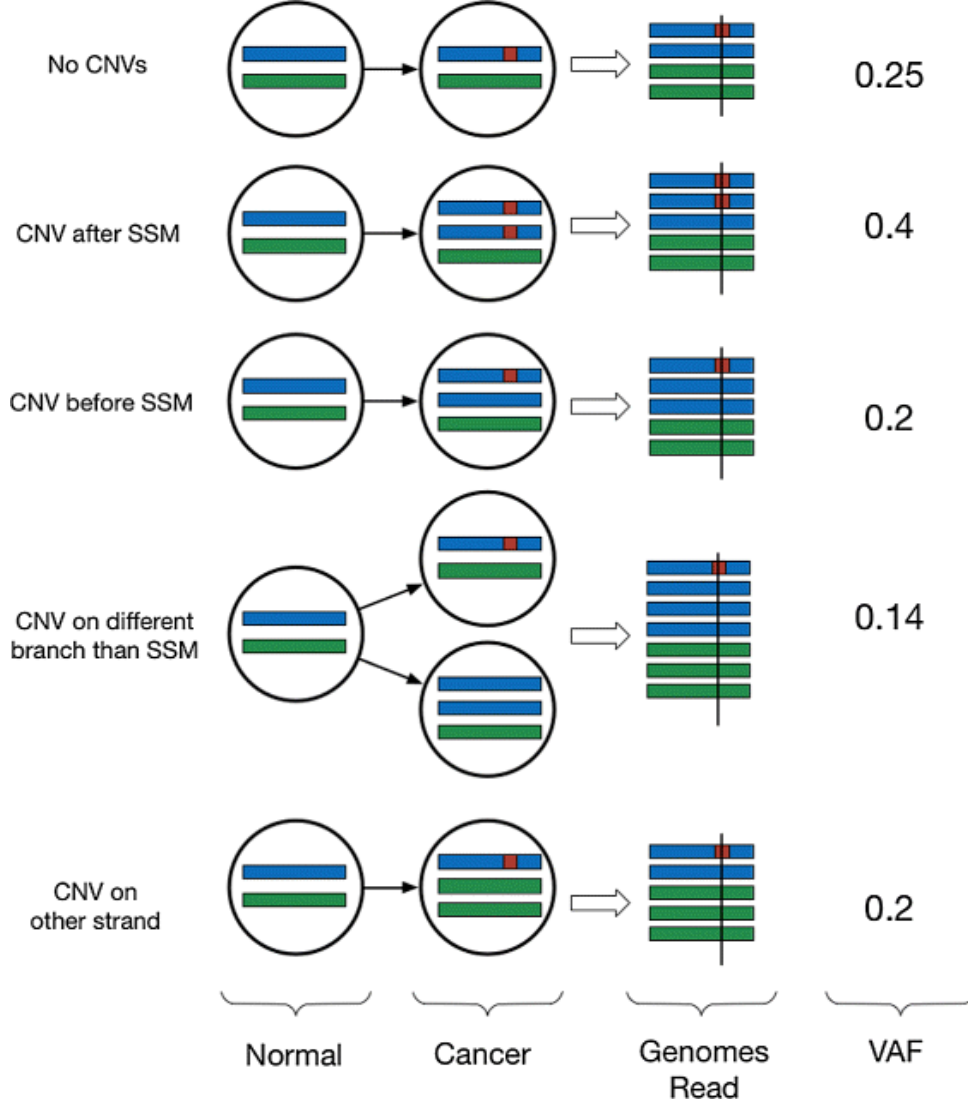 No CNVs
0.25
CNV after SSM
0.4
CNV before SSM
0.2
CNV on different
branch than SSM
0.14
CNV on
other strand
0.2
Normal
Cancer
Genomes
Read
VAF